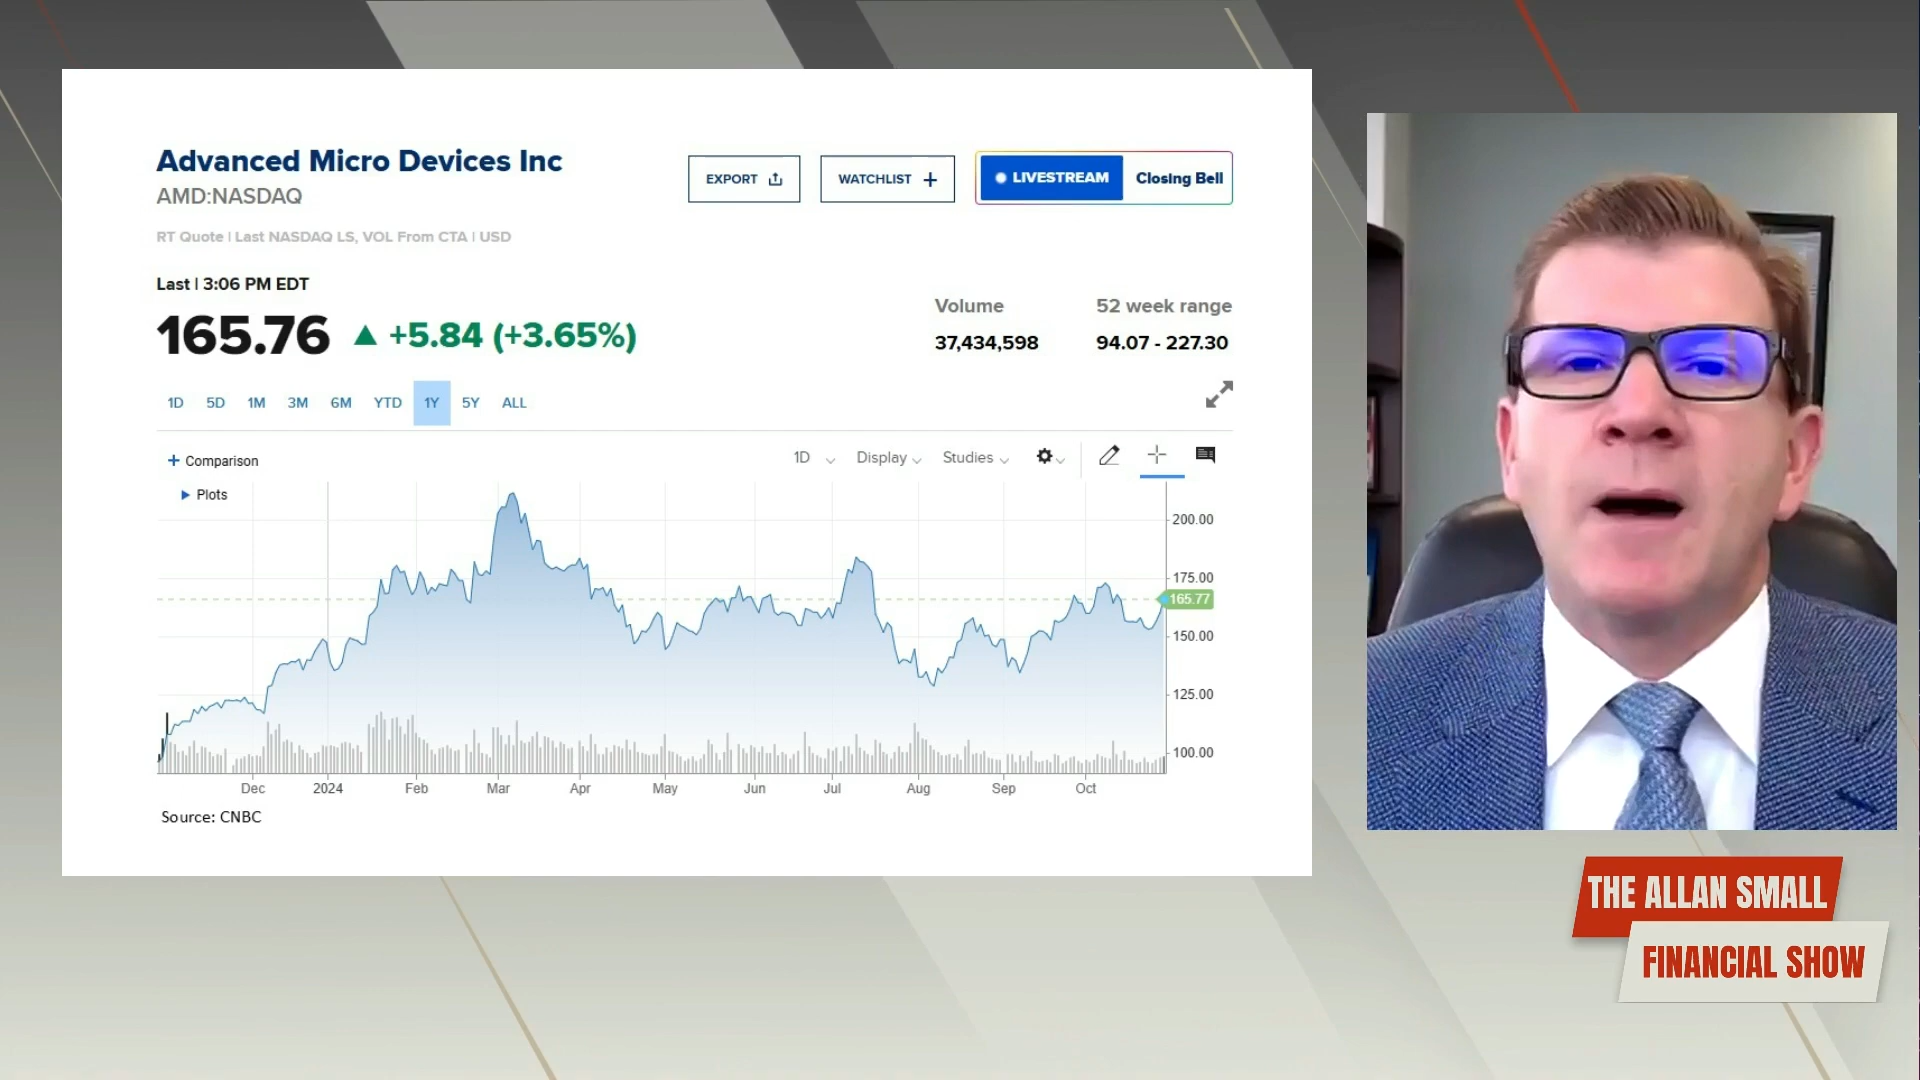 Advanced Micro Devices Inc
AMD:NASDAQ
EXPORT
WATCHLIST
LIVESTREAM Closing Bell
RT Quote | Last NASDAQ LS, VOL From CTA | USD
Last | 3:06 PM EDT
165.76 ▲ +5.84 (+3.65%)
Volume
37,434,598
52 week range
94.07 - 227.30
1D 5D 1M 3M 6M YTD 1Y 5Y ALL
+ Comparison
1D Display Studies
Plots
200.00
175.00
165.77
150.00
125.00
100.00
Dec 2024 Feb Mar Apr May Jun Jul Aug Sep Oct
Source: CNBC
THE ALLAN SMALL
FINANCIAL SHOW